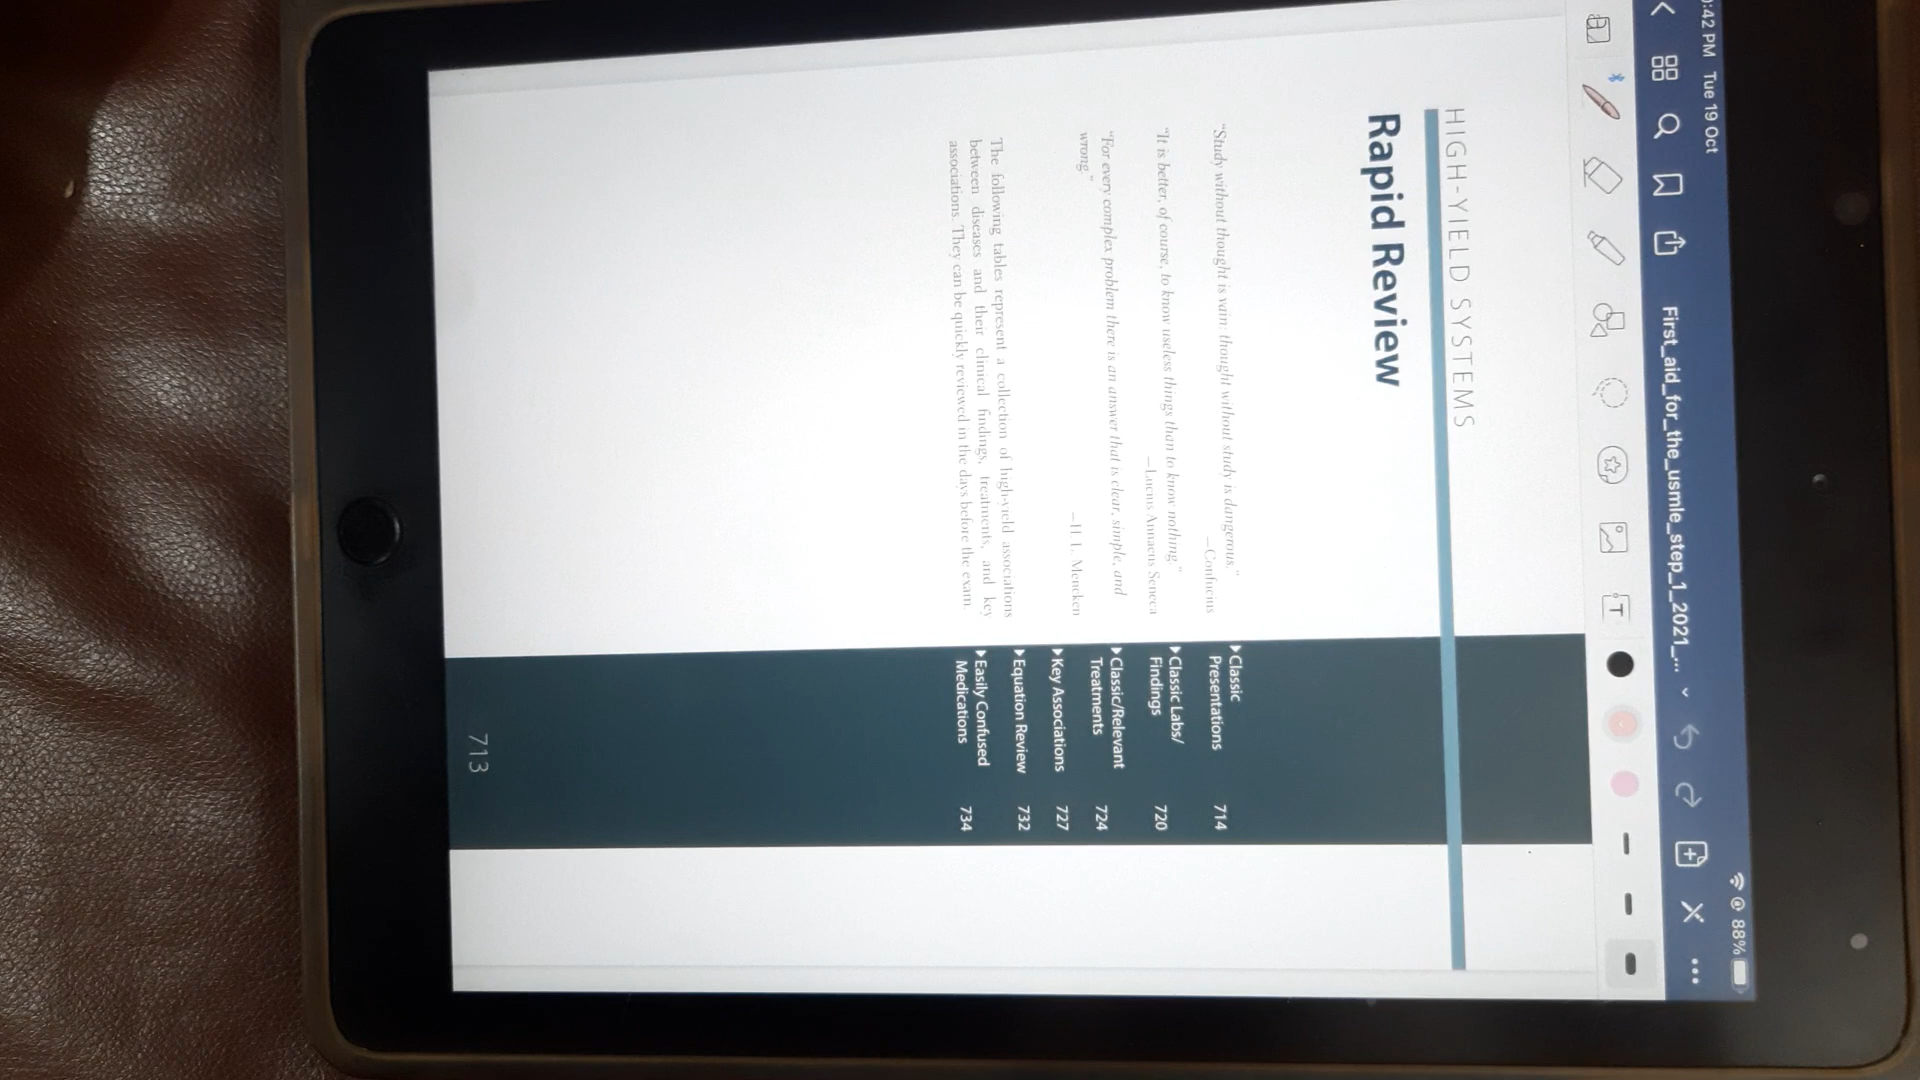 :42 PM Tue 19 Oct
88%
First_aid_for_the_usmle_step_1_2021_...
T
HIGH-YIELD SYSTEMS
Rapid Review
"Study without thought is vain: thought without study is dangerous."
—Confucius
"It is better, of course, to know useless things than to know nothing."
—Lucius Annaeus Seneca
"For every complex problem there is an answer that is clear, simple, and
wrong."
—H. L. Mencken
The following tables represent a collection of high-yield associations
between diseases and their clinical findings, treatments, and key
associations. They can be quickly reviewed in the days before the exam.
Classic
Presentations 714
Classic Labs/
Findings 720
Classic/Relevant
Treatments 724
Key Associations 727
Equation Review 732
Easily Confused
Medications 734
713